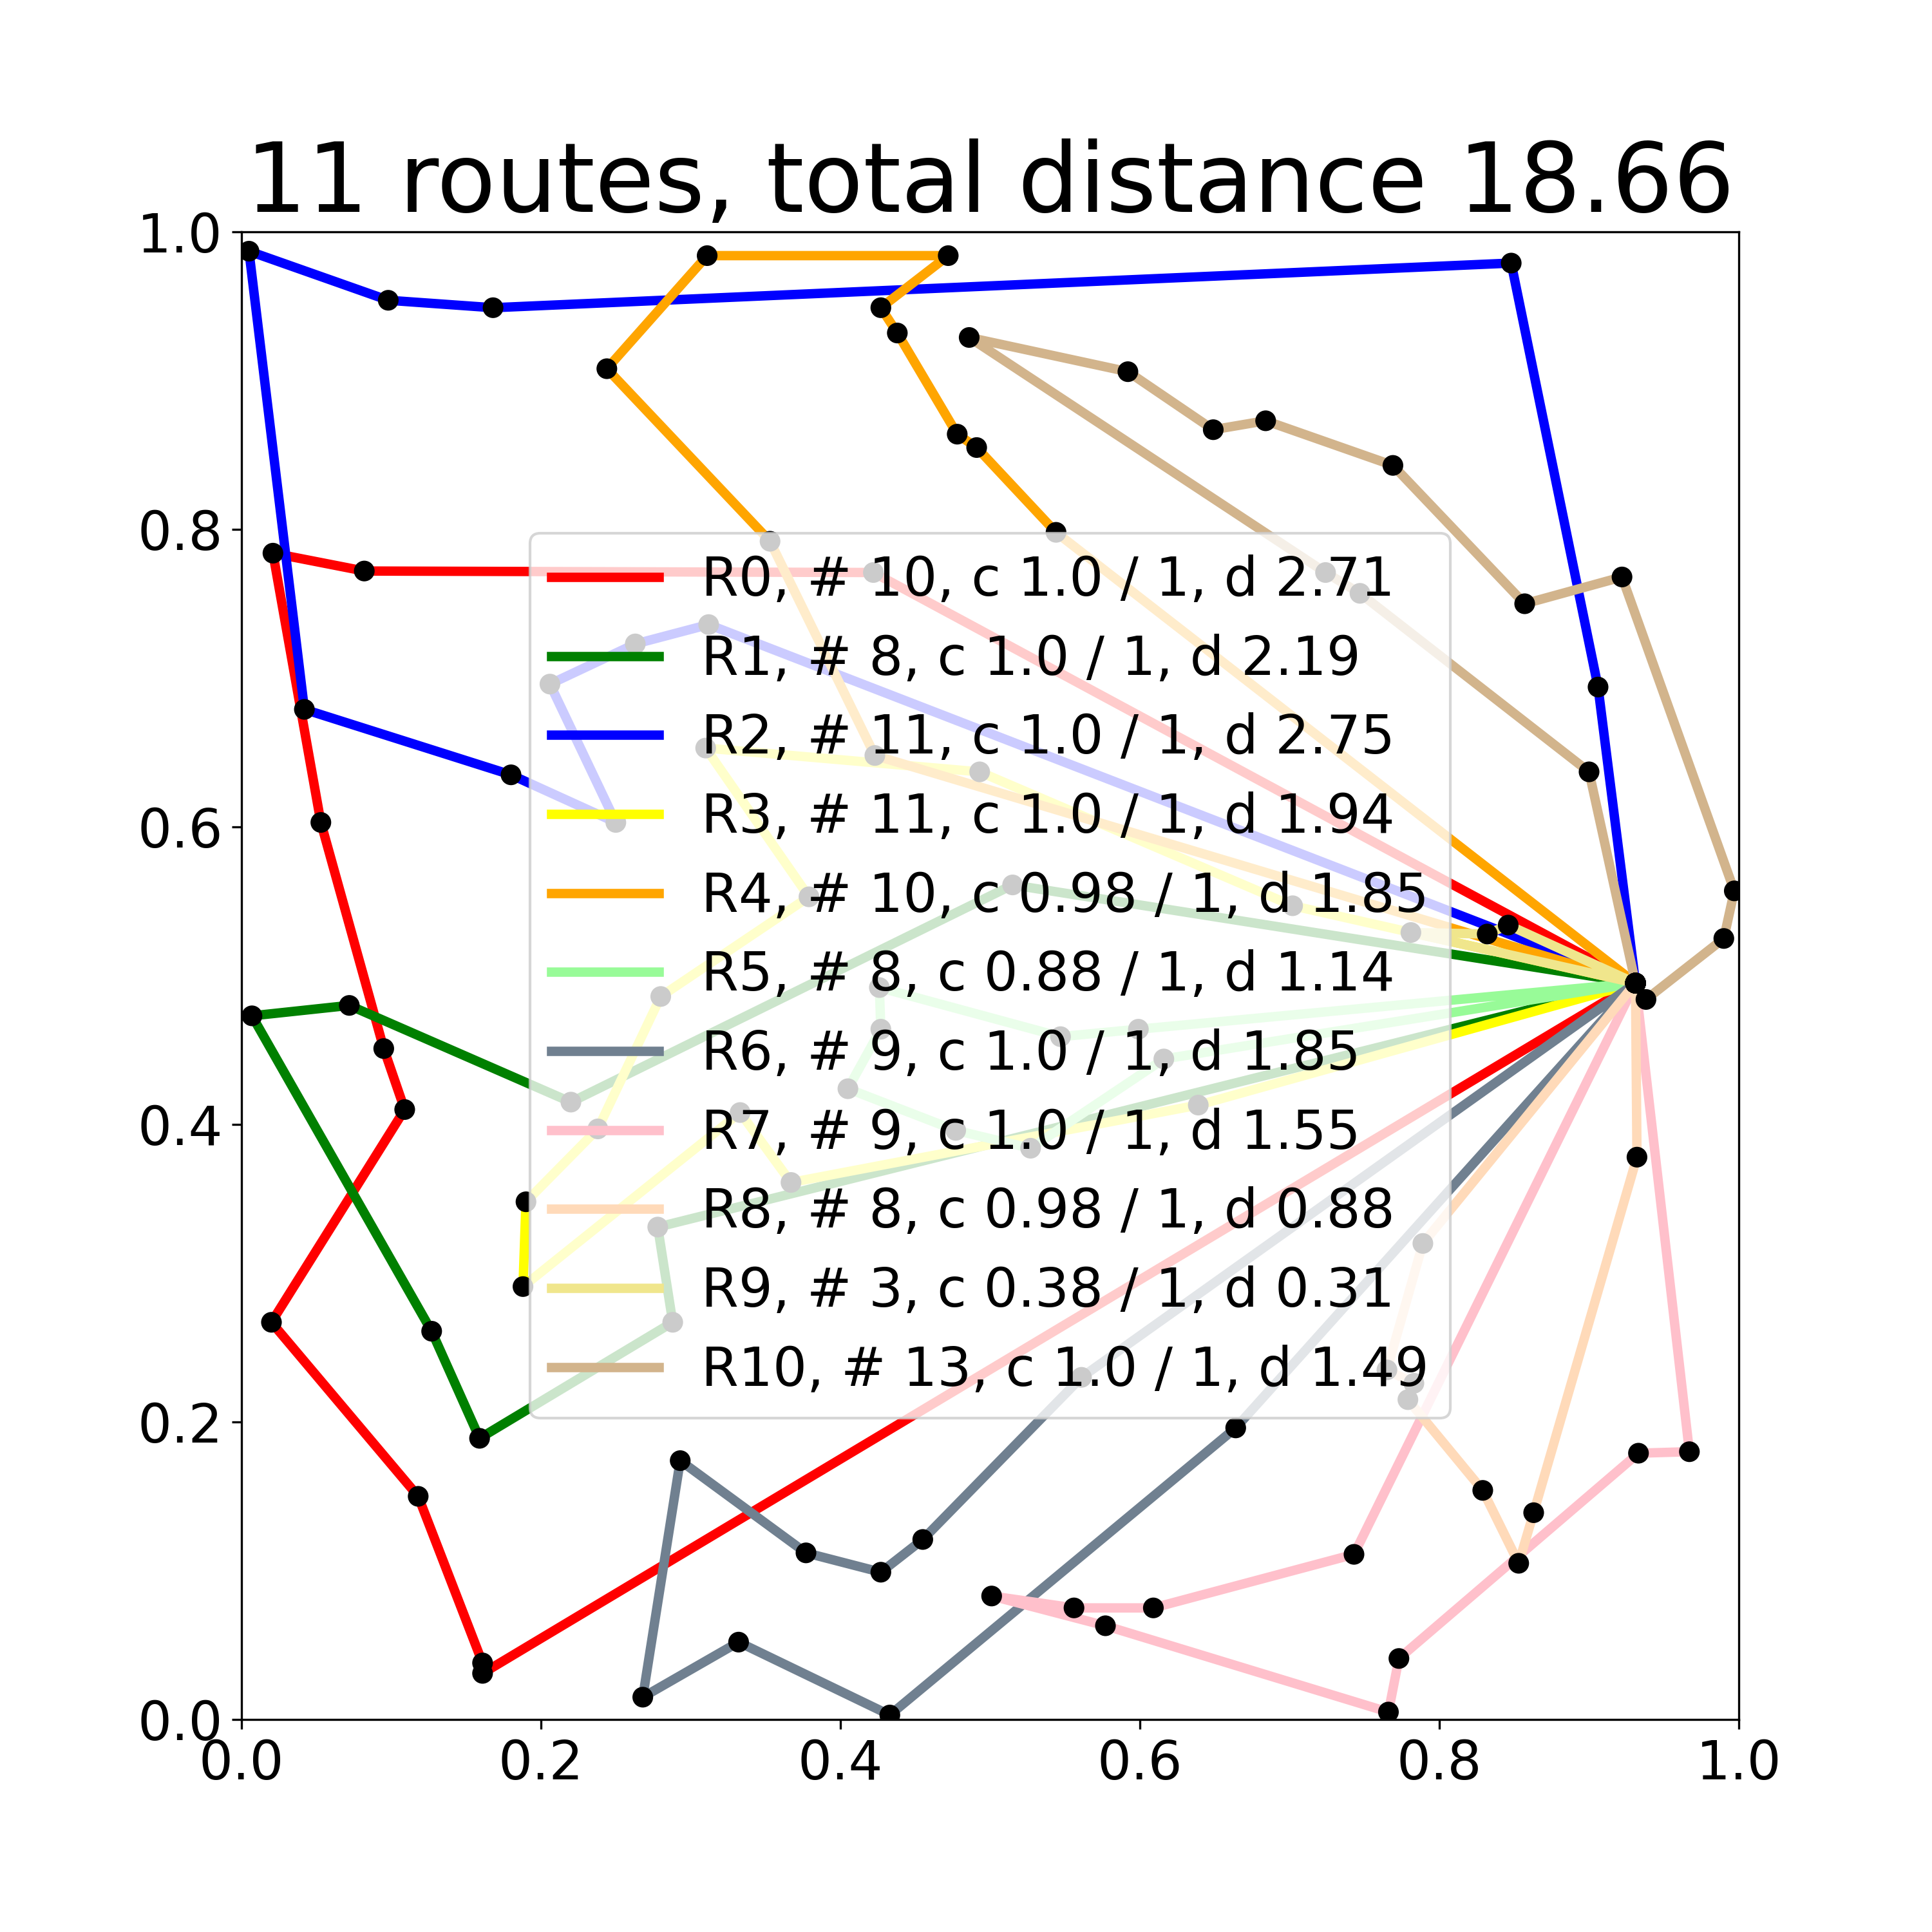 11 routes, total distance 18.66
1.0
0.8
0.6
0.4
0.2
0.0
R0, # 10, c 1.0 / 1, d 2.71
R1, # 8, c 1.0 / 1, d 2.19
R2, # 11, c 1.0 / 1, d 2.75
R3, # 11, c 1.0 / 1, d 1.94
R4, # 10, c 0.98 / 1, d 1.85
R5, # 8, c 0.88 / 1, d 1.14
R6, # 9, c 1.0 / 1, d 1.85
R7, # 9, c 1.0 / 1, d 1.55
R8, # 8, c 0.98 / 1, d 0.88
R9, # 3, c 0.38 / 1, d 0.31
R10, # 13, c 1.0 / 1, d 1.49
0.0 0.2 0.4 0.6 0.8 1.0